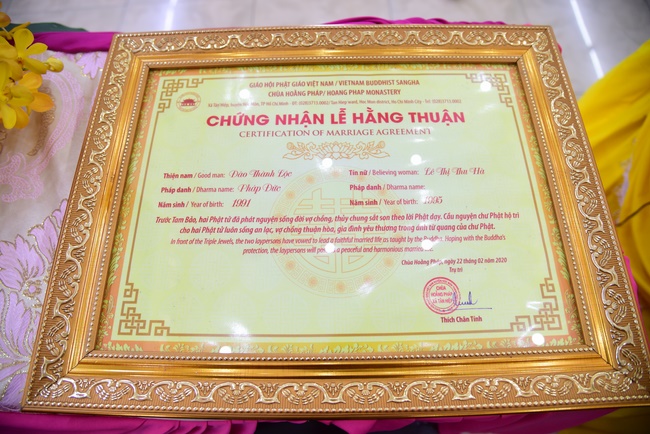 GIÁO HỘI PHẬT GIÁO VIỆT NAM / VIETNAM BUDDHIST SANGHA
CHÙA HOẰNG PHÁP/ HOANG PHAP MONASTERY
CHỨNG NHẬN LỄ HẰNG THUẬN
CERTIFICATION OF MARRIAGE AGREEMENT
Thiện nam / Good man: Đào Thành Lộc Tín nữ / Believing woman: Lê Thị Thu Hà
Pháp danh / Dharma name: Pháp Đức Pháp danh / Dharma name:
Năm sinh / Year of birth: 1991 Năm sinh / Year of birth: 1995
Trước Tam Bảo, hai Phật tử đã phát nguyện sống đời vợ chồng, thủy chung sắt son theo lời Phật dạy. Cầu nguyện chư Phật hộ trì
cho hai Phật tử luôn sống an lạc, vợ chồng thuận hòa, gia đình yêu thương trong ánh từ quang của chư Phật.
In front of the Triple Jewels, the two laypersons have vowed to lead a faithful married life as taught by the Buddha. Hoping with the Buddha's
protection, the laypersons will a peaceful and harmonious
Chùa Hoằng Pháp, ngày 22 tháng 02 năm 2020
Trụ trì
CHÙA
HOẰNG PHÁP
Thích Chân Tính